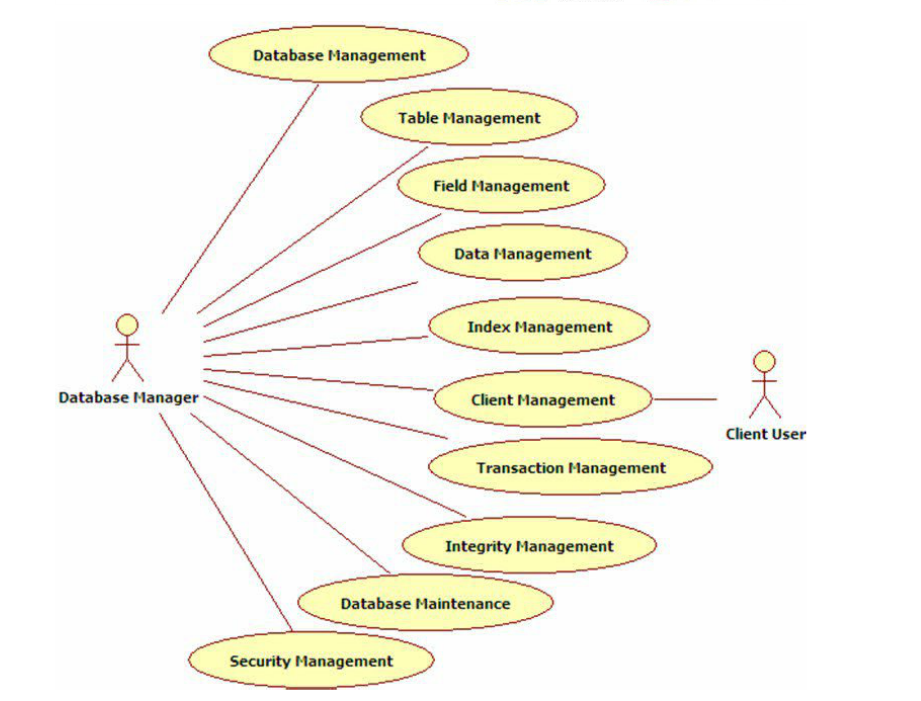 Database Management
Table Management
Field Management
Data Management
Index Management
Database Manager
Client Management
Client User
Transaction Management
Integrity Management
Database Maintenance
Security Management